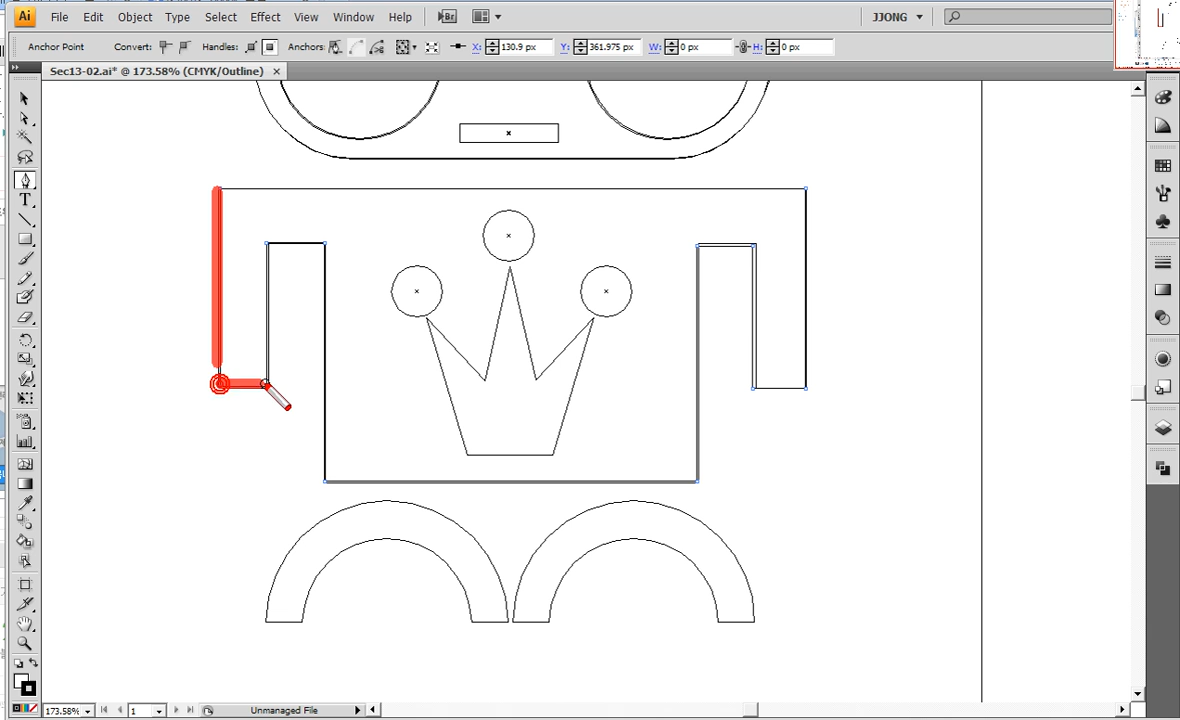 Ai File Edit Object Type Select Effect View Window Help Br JJONG
Anchor Point Convert: Handles: Anchors: X: 130.9 px Y: 361.975 px W: 0 px H: 0 px
Sec13-02.ai* @ 173.58% (CMYK/Outline)
T
173.58% 1 Unmanaged File